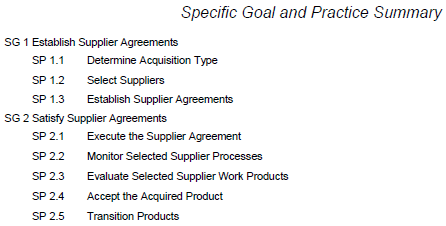 Specific Goal and Practice Summary
SG 1 Establish Supplier Agreements
SP 1.1 Determine Acquisition Type
SP 1.2 Select Suppliers
SP 1.3 Establish Supplier Agreements
SG 2 Satisfy Supplier Agreements
SP 2.1 Execute the Supplier Agreement
SP 2.2 Monitor Selected Supplier Processes
SP 2.3 Evaluate Selected Supplier Work Products
SP 2.4 Accept the Acquired Product
SP 2.5 Transition Products